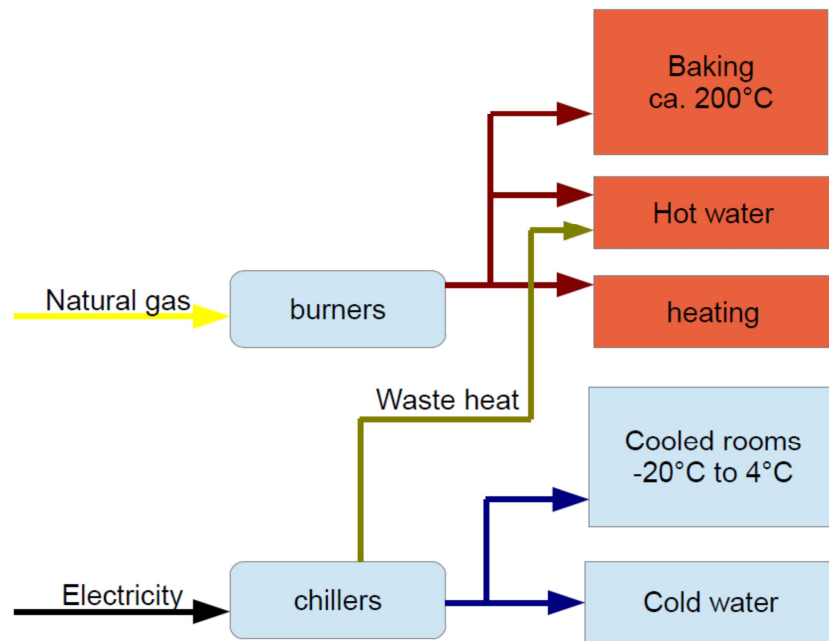 Baking
ca. 200°C
Hot water
Natural gas
burners
heating
Waste heat
Cooled rooms
-20°C to 4°C
Electricity
chillers
Cold water